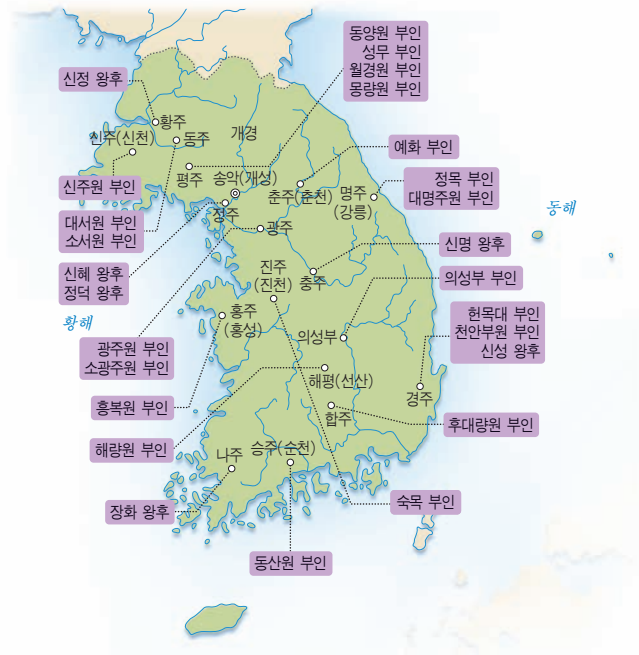 동양원 부인
성무 부인
월경원 부인
몽량원 부인
신정 왕후
황주
신주(신천)
동주
개경
예화 부인
평주
송악(개성)
춘주(춘천)
명주
(강릉)
정목 부인
대명주원 부인
신주원 부인
정주
동해
대서원 부인
소서원 부인
광주
신명 왕후
신혜 왕후
정덕 왕후
진주
(진천)
충주
의성부 부인
황해
홍주
(홍성)
의성부
헌목대 부인
천안부원 부인
신성 왕후
광주원 부인
소광주원 부인
해평(선산)
경주
흥복원 부인
합주
후대량원 부인
해량원 부인
나주
승주(순천)
장화 왕후
숙목 부인
동산원 부인